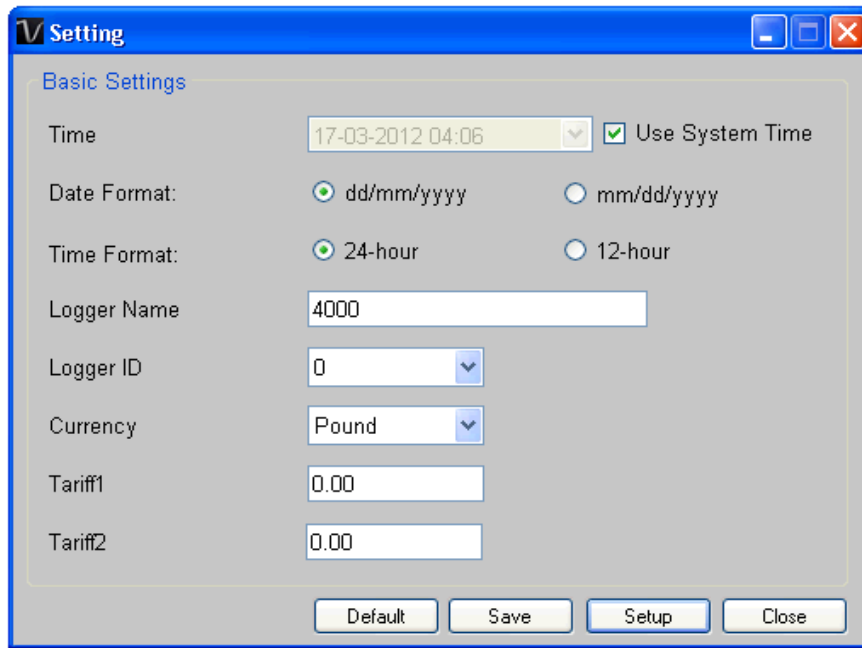 Setting
Basic Settings
Time 17-03-2012 04:06 Use System Time
Date Format: dd/mm/yyyy mm/dd/yyyy
Time Format: 24-hour 12-hour
Logger Name 4000
Logger ID 0
Currency Pound
Tariff1 0.00
Tariff2 0.00
Default Save Setup Close